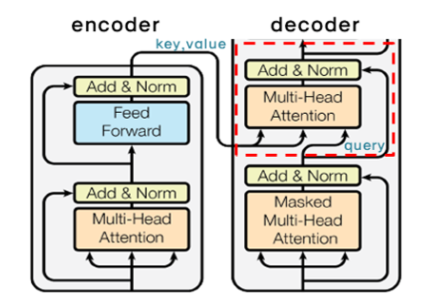 encoder
decoder
key,value
Add & Norm
Feed
Forward
Add & Norm
Multi-Head
Attention
Add & Norm
Multi-Head
Attention
query
Add & Norm
Masked
Multi-Head
Attention